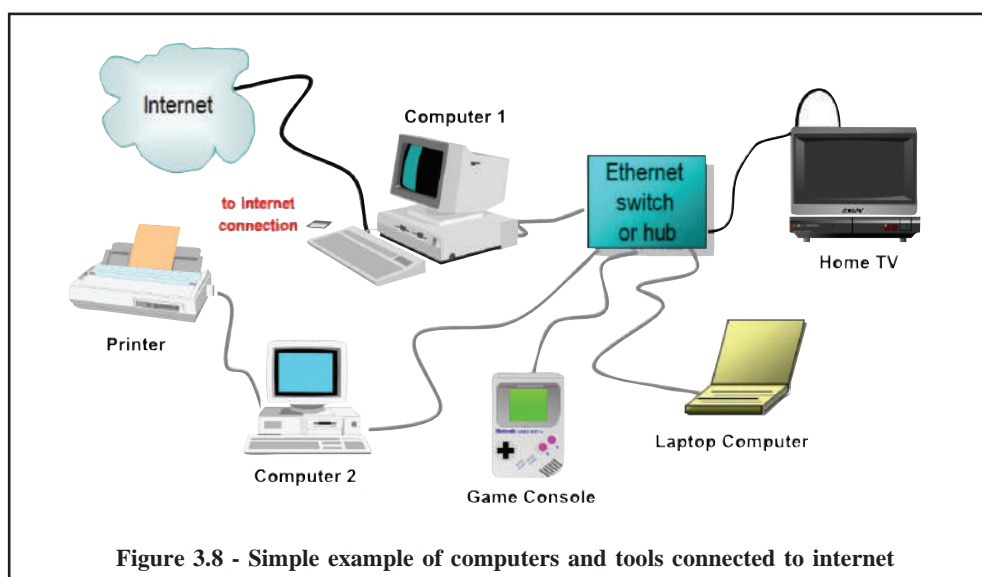 Internet
Computer 1
to Internet
connection
Ethernet
switch
or hub
Home TV
Printer
Computer 2
Game Console
Laptop Computer
Figure 3.8 - Simple example of computers and tools connected to internet